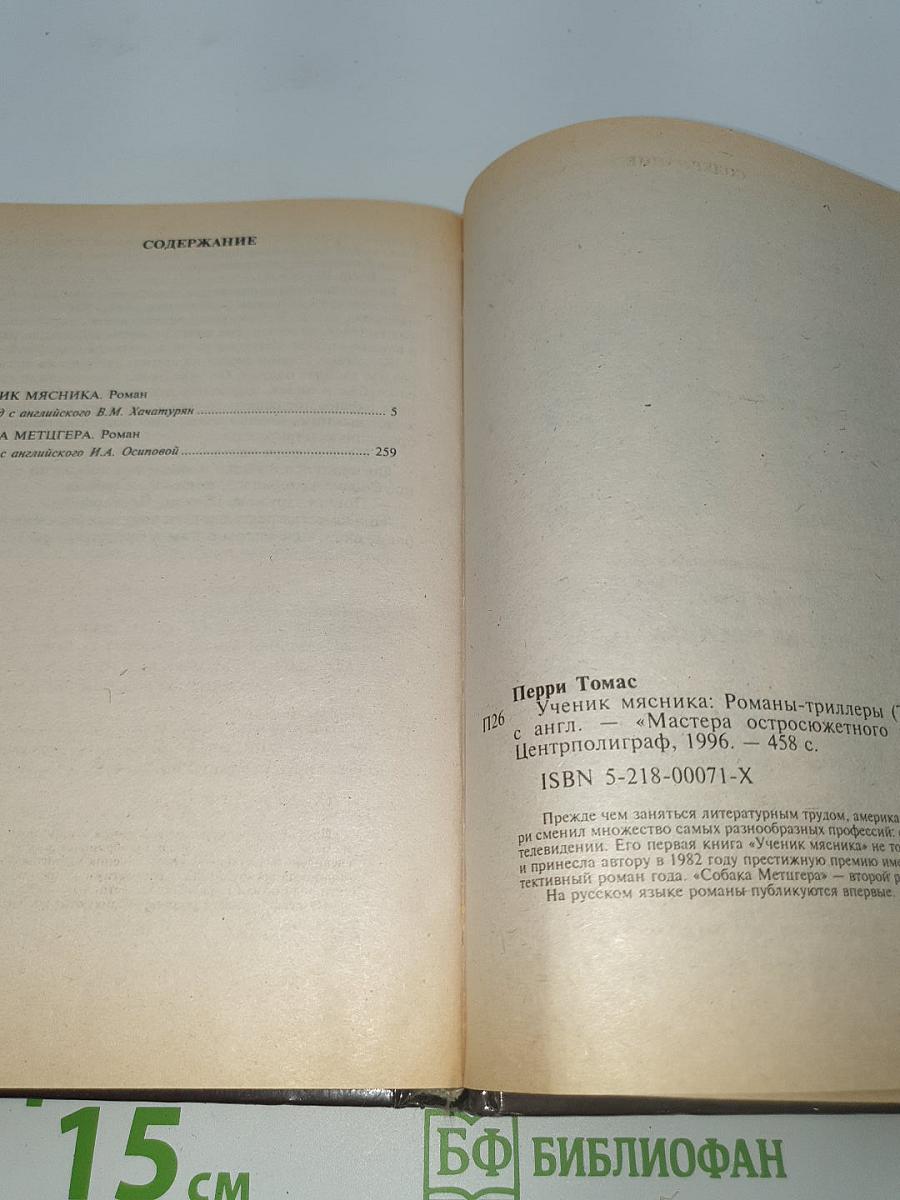 СОДЕРЖАНИЕ
ИК МЯСНИКА. Роман
д с английского В.М. Хачатурян 5
А МЕТЦГЕРА. Роман
с английского И.А. Осиповой 259
Перри Томас
П26
Ученик мясника: Романы-триллеры (
с англ. — «Мастера остросюжетного
Центрполиграф, 1996. — 458 с.
ISBN 5-218-00071-X
Прежде чем заняться литературным трудом, америка
ри сменил множество самых разнообразных профессий:
телевидении. Его первая книга «Ученик мясника» не то
и принесла автору в 1982 году престижную премию име
тективный роман года. «Собака Метцгера» — второй р
На русском языке романы публикуются впервые.
15 см
БФ БИБЛИОФАН